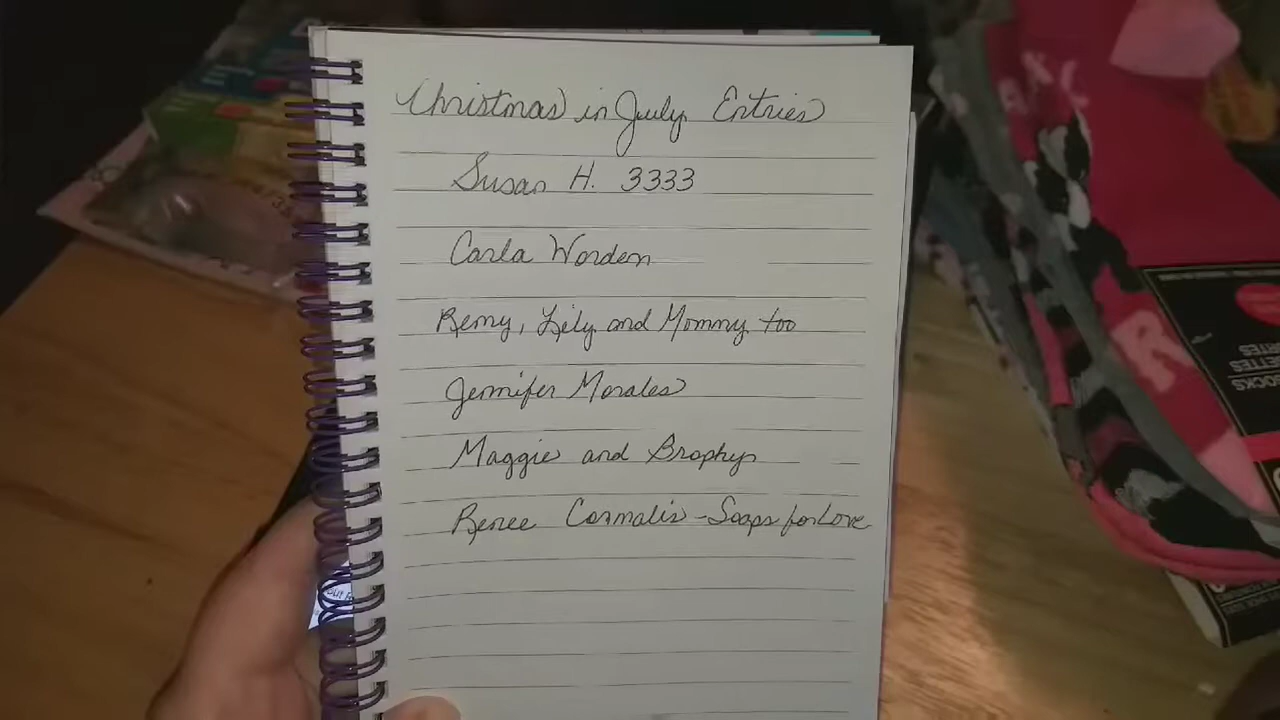 Christmas in July Entries
Susan H. 3333
Carla Worden
Remy, Lily and Mommy too
Jennifer Morales
Maggie and Brophy
Renee Cormalis - Soaps for Love